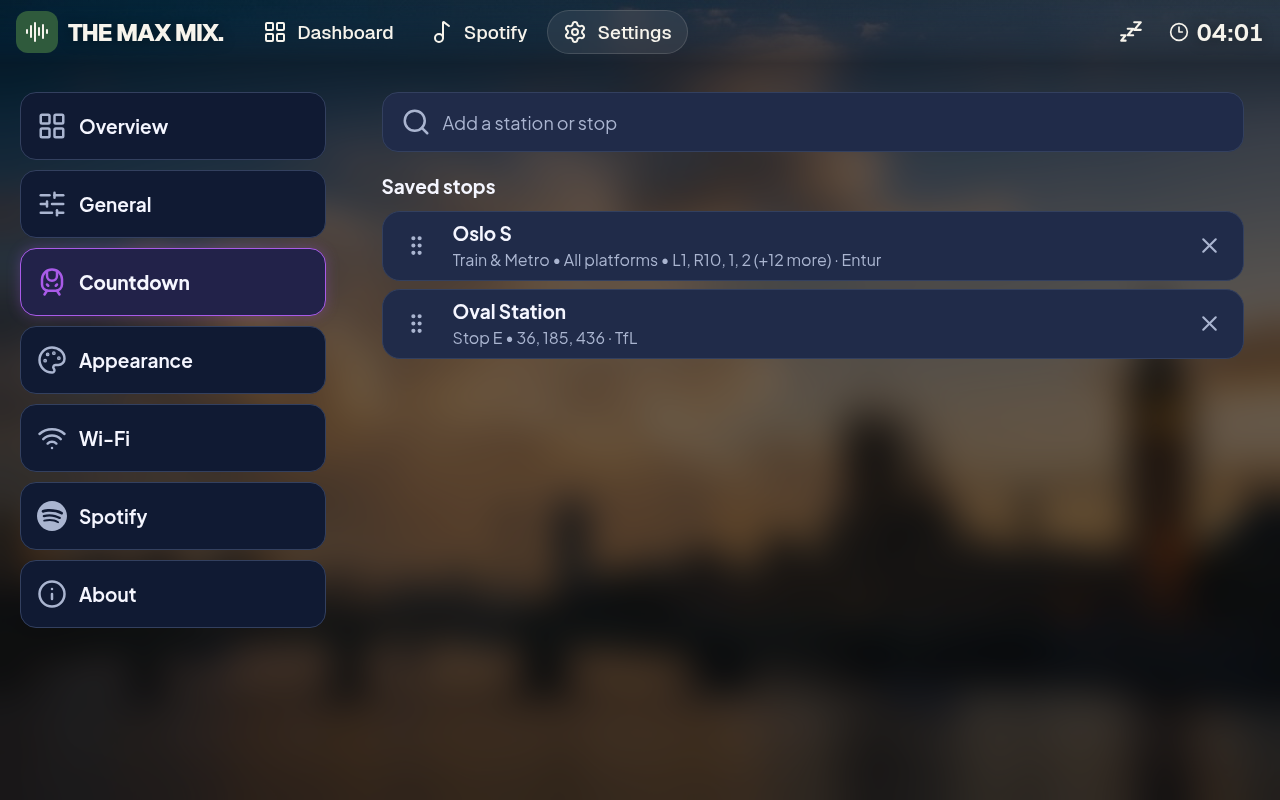 THE MAX MIX.
Dashboard
Spotify
Settings
04:01
Overview
General
Countdown
Appearance
Wi-Fi
Spotify
About
Add a station or stop
Saved stops
Oslo S
Train & Metro • All platforms • L1, R10, 1, 2 (+12 more) · Entur
Oval Station
Stop E • 36, 185, 436 · TfL